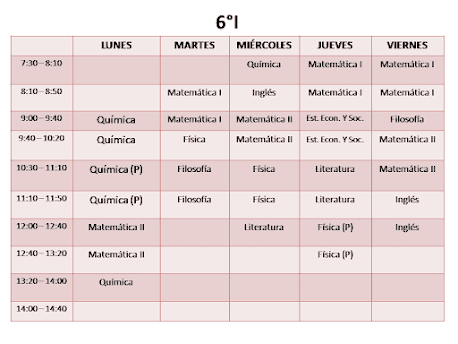 6°I
LUNES MARTES MIÉRCOLES JUEVES VIERNES
7:30 – 8:10 Química Matemática I Matemática I
8:10 – 8:50 Matemática I Inglés Matemática I Matemática I
9:00 – 9:40 Química Matemática I Matemática II Est. Econ. Y Soc. Filosofía
9:40 – 10:20 Química Física Matemática II Est. Econ. Y Soc. Matemática II
10:30 – 11:10 Química (P) Filosofía Física Literatura Matemática II
11:10 – 11:50 Química (P) Filosofía Física Literatura Inglés
12:00 – 12:40 Matemática II Literatura Física (P) Inglés
12:40 – 13:20 Matemática II Física (P)
13:20 – 14:00 Química
14:00 – 14:40